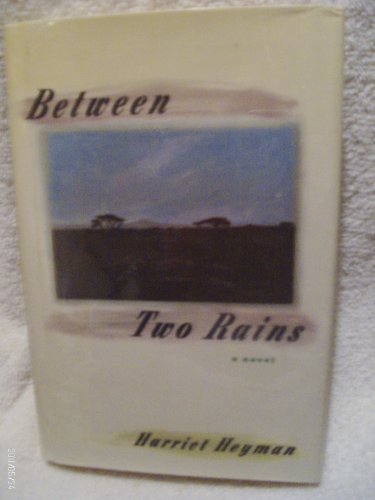 Between
Two Rains
a novel
Harriet Heyman